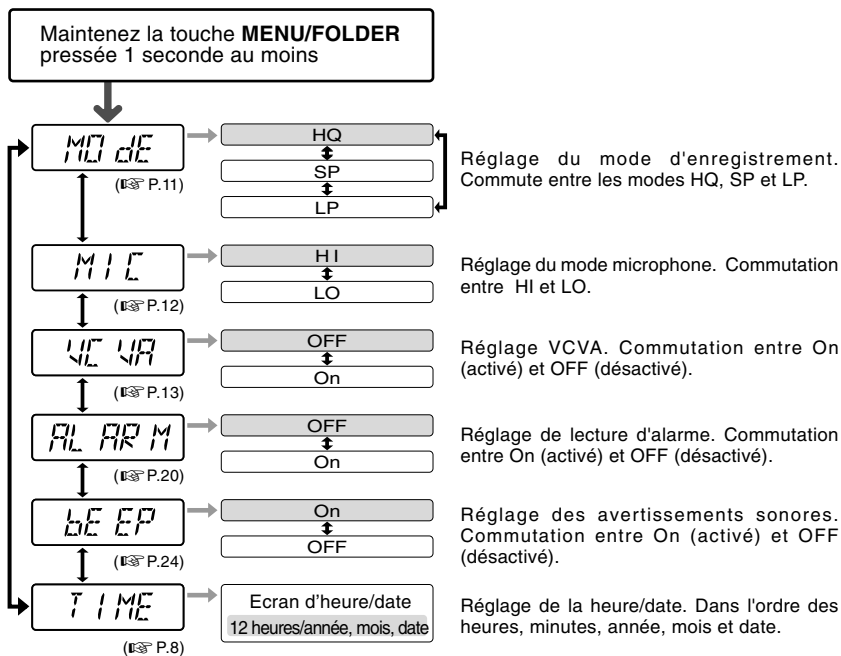 Maintenez la touche MENU/FOLDER
pressée 1 seconde au moins
MO dE
(☞ P.11)
HQ
SP
LP
Réglage du mode d'enregistrement.
Commute entre les modes HQ, SP et LP.
MIC
(☞ P.12)
HI
LO
Réglage du mode microphone. Commutation
entre HI et LO.
VC VA
(☞ P.13)
OFF
On
Réglage VCVA. Commutation entre On
(activé) et OFF (désactivé).
AL AR M
(☞ P.20)
OFF
On
Réglage de lecture d'alarme. Commutation
entre On (activé) et OFF (désactivé).
bE EP
(☞ P.24)
On
OFF
Réglage des avertissements sonores.
Commutation entre On (activé) et OFF
(désactivé).
TIME
(☞ P.8)
Ecran d'heure/date
12 heures/année, mois, date
Réglage de la heure/date. Dans l'ordre des
heures, minutes, année, mois et date.